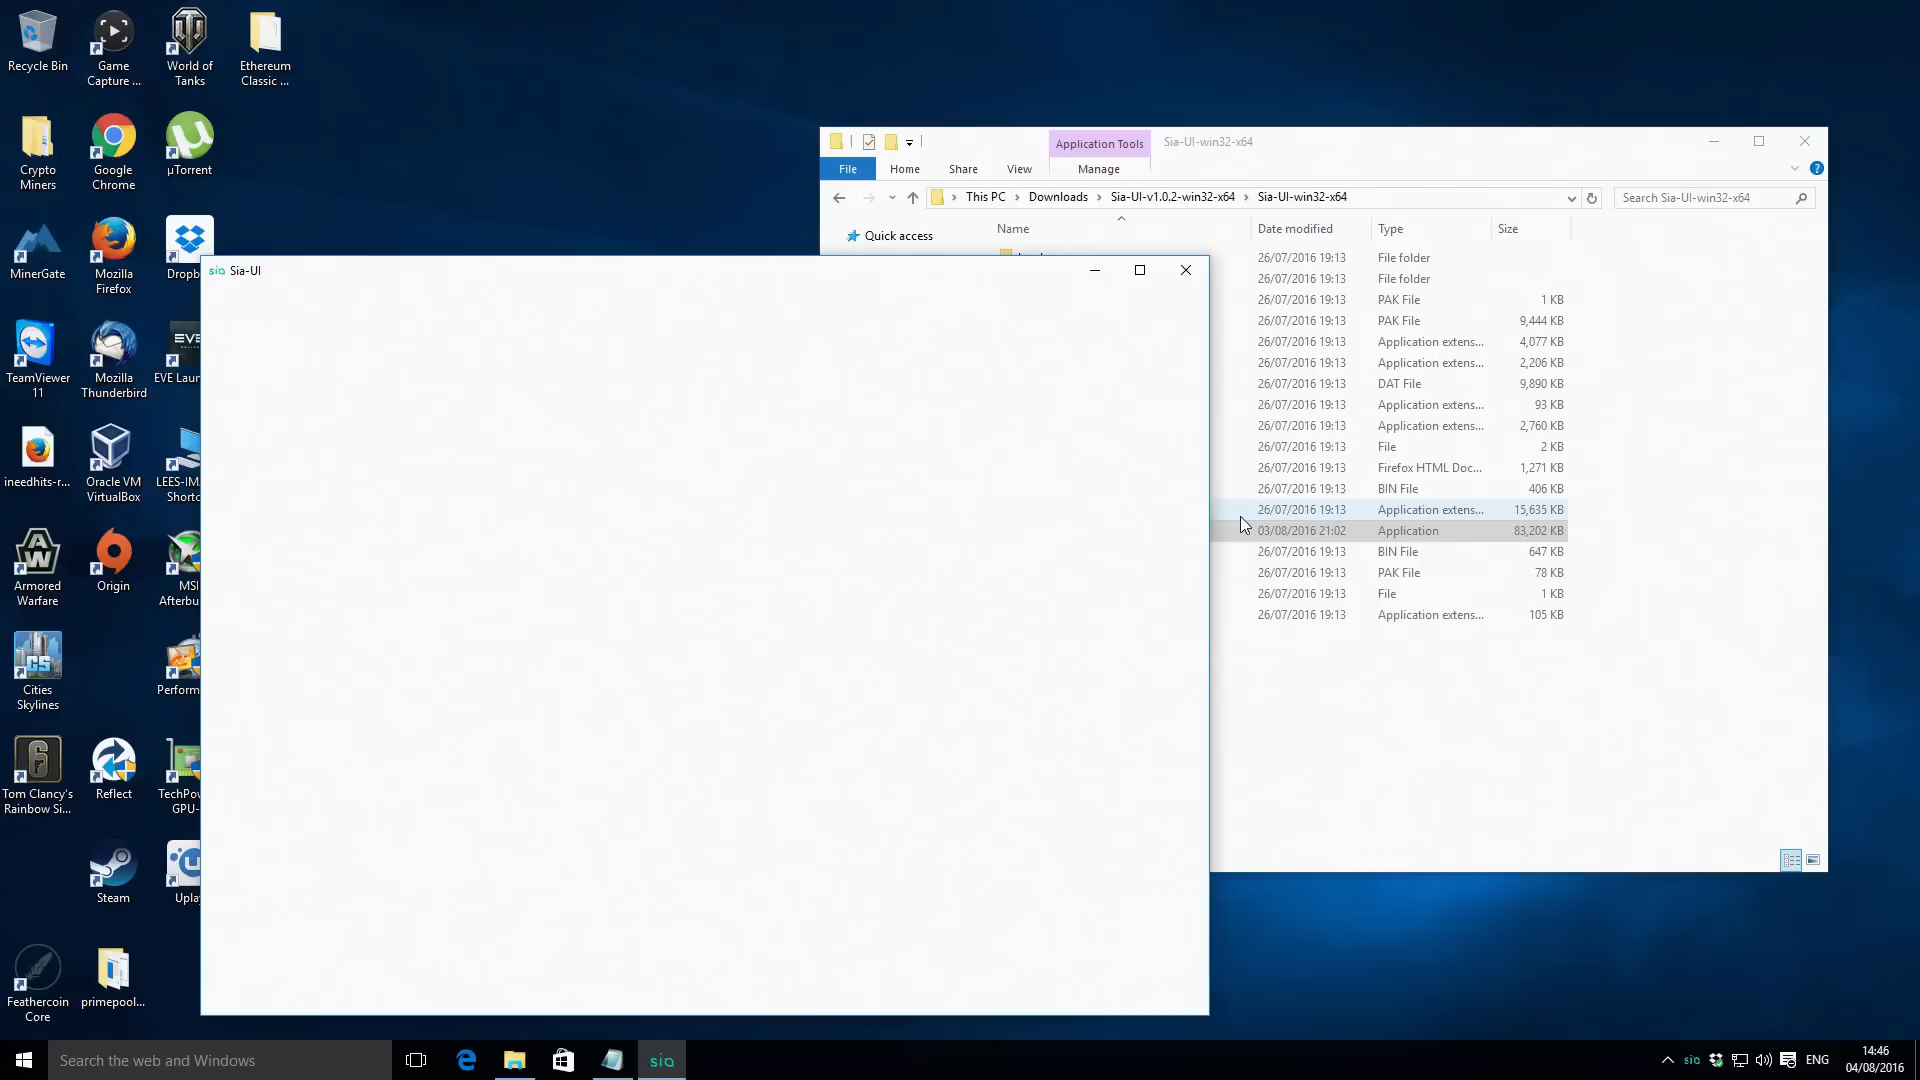 Recycle Bin
Game
Capture ...
World of
Tanks
Ethereum
Classic ...
Crypto
Miners
Google
Chrome
µTorrent
MinerGate
Mozilla
Firefox
Dropb
TeamViewer
11
Mozilla
Thunderbird
EVE
EVE Laun
ineedhits-r...
Oracle VM
VirtualBox
LEES-IMA
Shortc
AW
Armored
Warfare
Origin
MSI
Afterbu
CS
Cities
Skylines
Perform
6
Tom Clancy's
Rainbow Si...
Reflect
TechPow
GPU-
Steam
Uplay
Feathercoin
Core
primepool...
Application Tools
Sia-UI-win32-x64
File
Home
Share
View
Manage
This PC
Downloads
Sia-UI-v1.0.2-win32-x64
Sia-UI-win32-x64
Search Sia-UI-win32-x64
Quick access
Name
Date modified
Type
Size
26/07/2016 19:13 File folder
26/07/2016 19:13 File folder
26/07/2016 19:13 PAK File 1 KB
26/07/2016 19:13 PAK File 9,444 KB
26/07/2016 19:13 Application extens... 4,077 KB
26/07/2016 19:13 Application extens... 2,206 KB
26/07/2016 19:13 DAT File 9,890 KB
26/07/2016 19:13 Application extens... 93 KB
26/07/2016 19:13 Application extens... 2,760 KB
26/07/2016 19:13 File 2 KB
26/07/2016 19:13 Firefox HTML Doc... 1,271 KB
26/07/2016 19:13 BIN File 406 KB
26/07/2016 19:13 Application extens... 15,635 KB
03/08/2016 21:02 Application 83,202 KB
26/07/2016 19:13 BIN File 647 KB
26/07/2016 19:13 PAK File 78 KB
26/07/2016 19:13 File 1 KB
26/07/2016 19:13 Application extens... 105 KB
sia Sia-UI
Search the web and Windows
sia
sia
ENG
14:46
04/08/2016